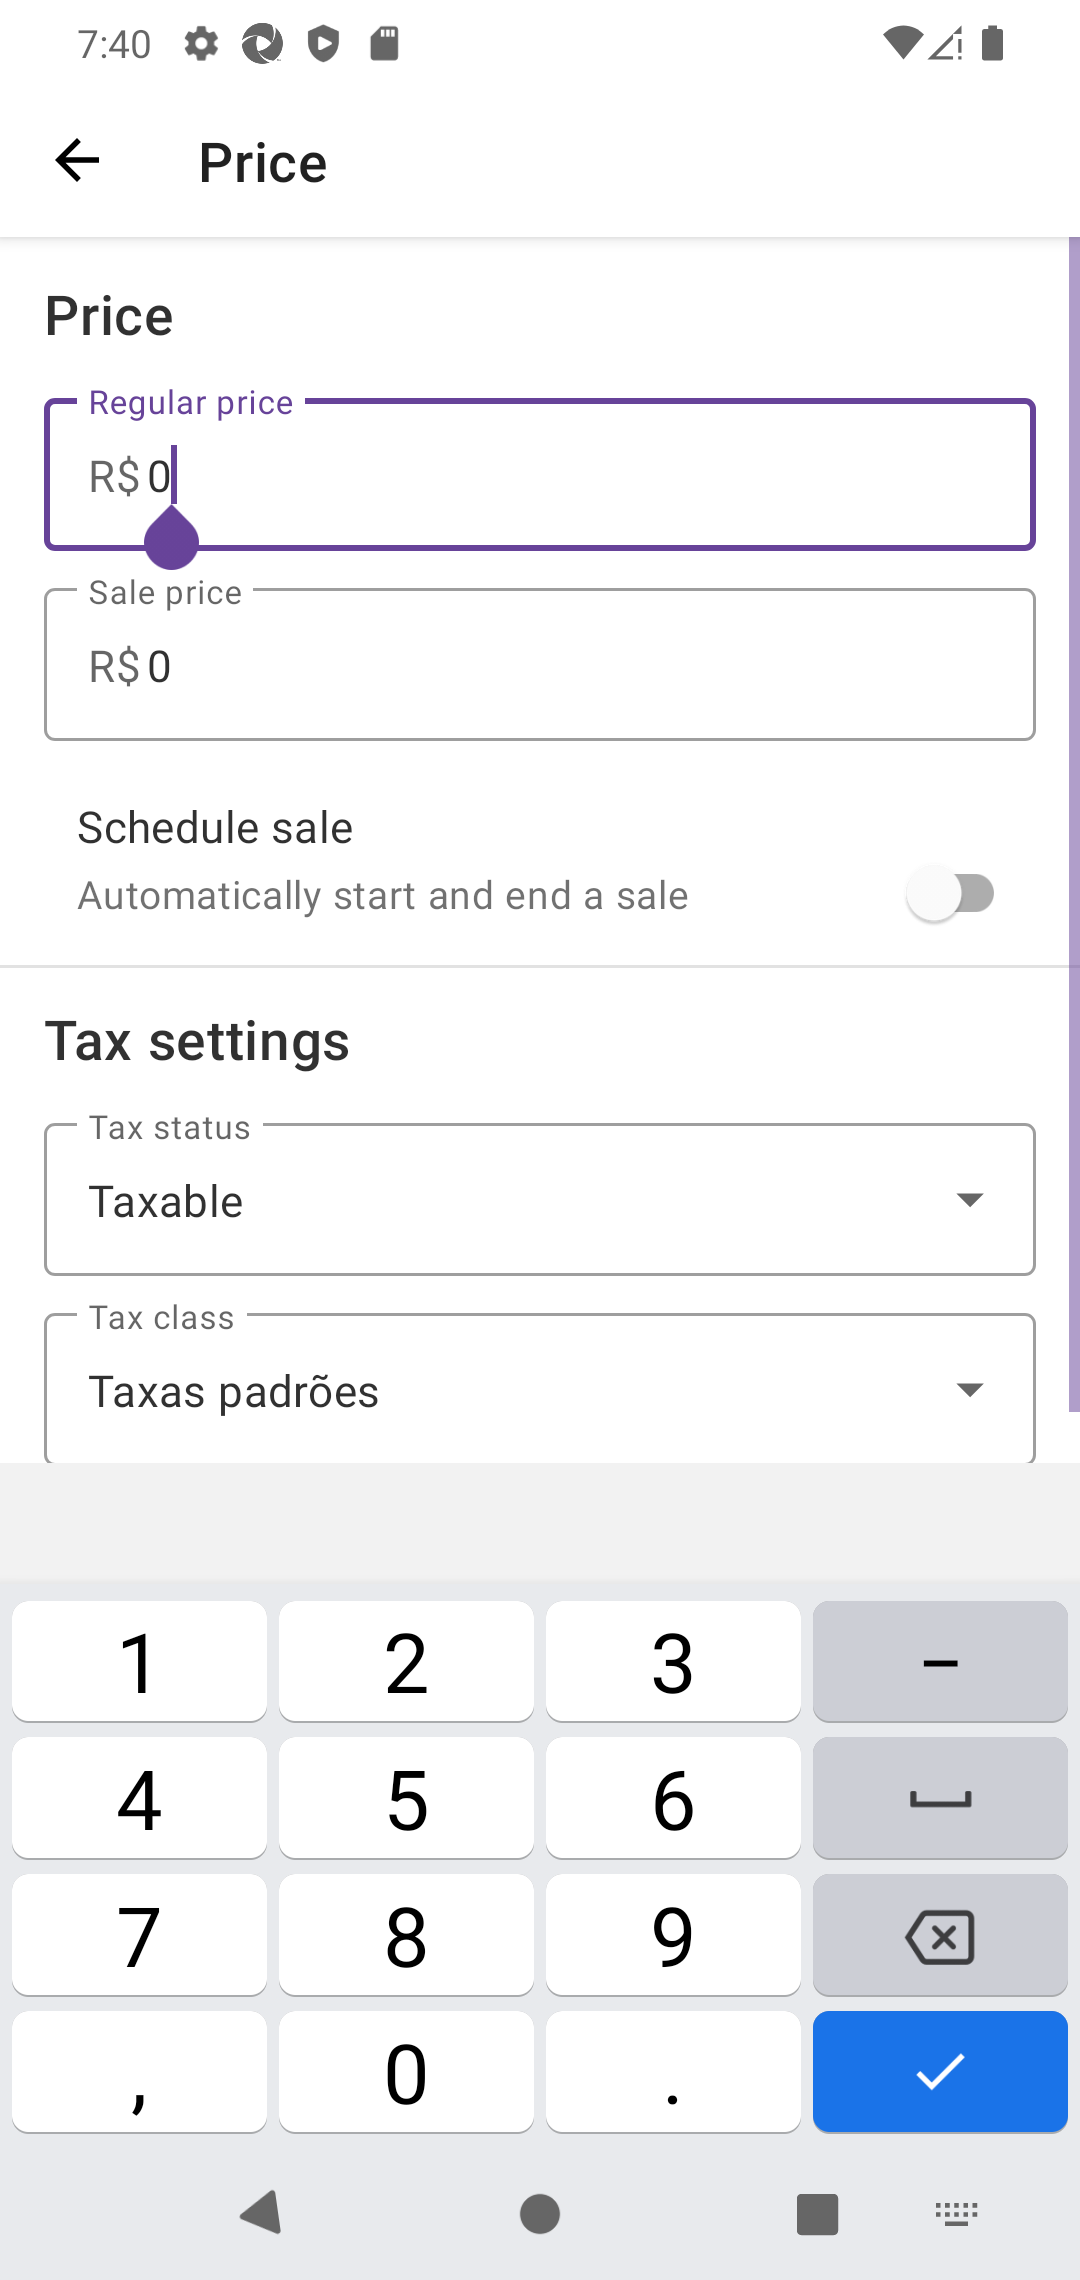 7:40
Price
Price
Regular price
R$ 0
Sale price
R$ 0
Schedule sale
Automatically start and end a sale
Tax settings
Tax status
Taxable
Tax class
Taxas padrões
1 2 3 –
4 5 6
7 8 9
, 0 .